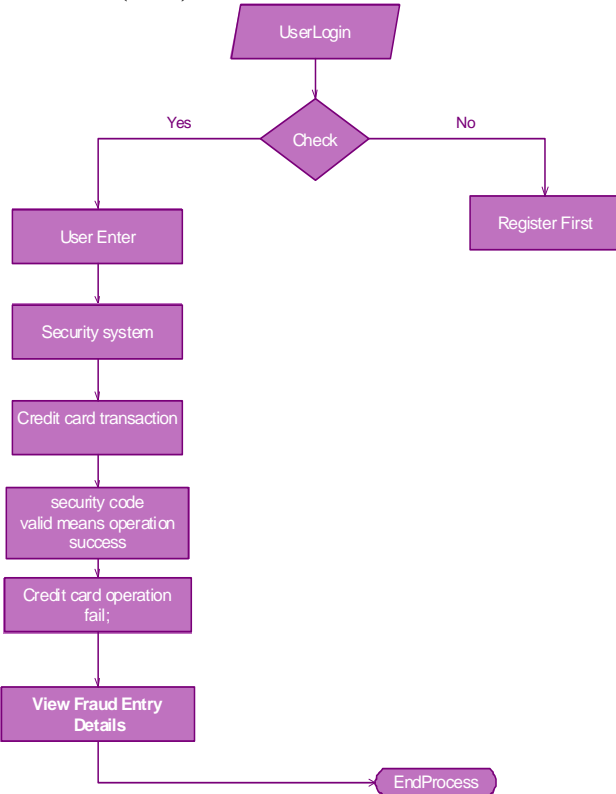 UserLogin
Check
Yes
No
User Enter
Register First
Security system
Credit card transaction
security code
valid means operation
success
Credit card operation
fail;
View Fraud Entry
Details
EndProcess